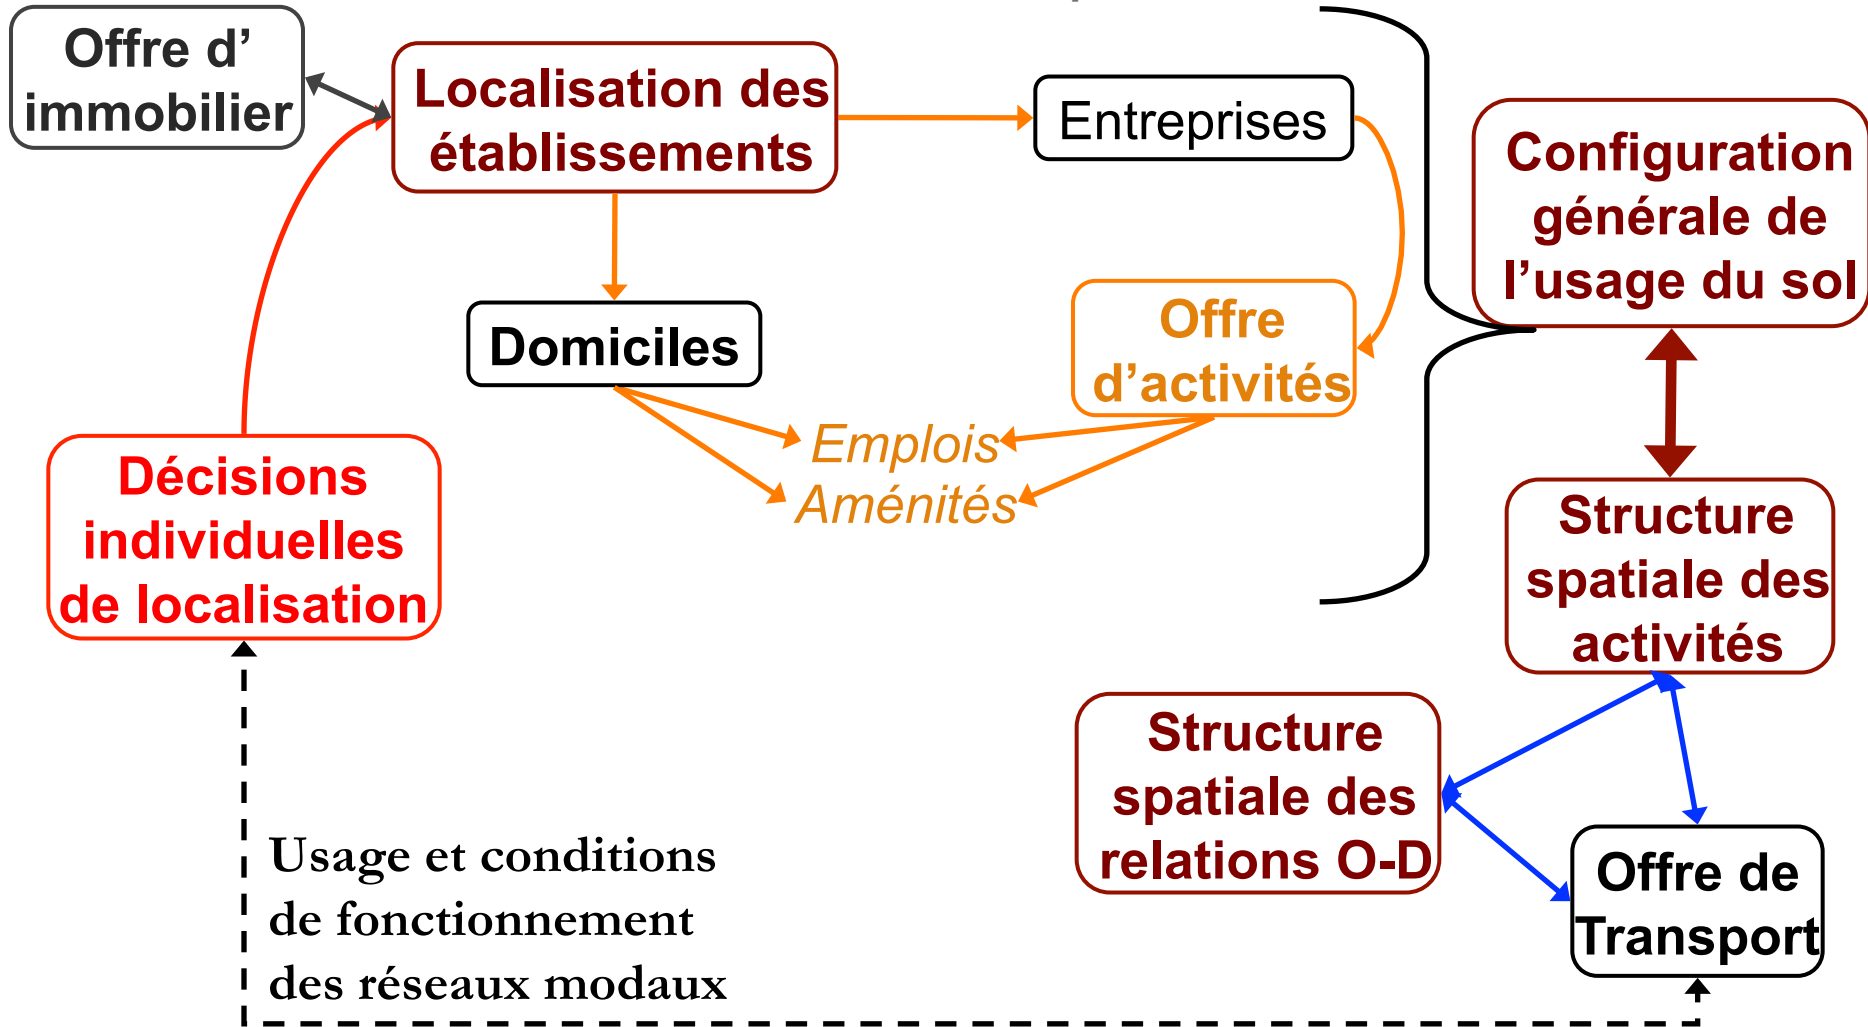 Offre d’
immobilier
Localisation des
établissements
Entreprises
Configuration
générale de
l’usage du sol
Domiciles
Offre
d’activités
Emplois
Aménités
Décisions
individuelles
de localisation
Structure
spatiale des
activités
Structure
spatiale des
relations O-D
Usage et conditions
de fonctionnement
des réseaux modaux
Offre de
Transport